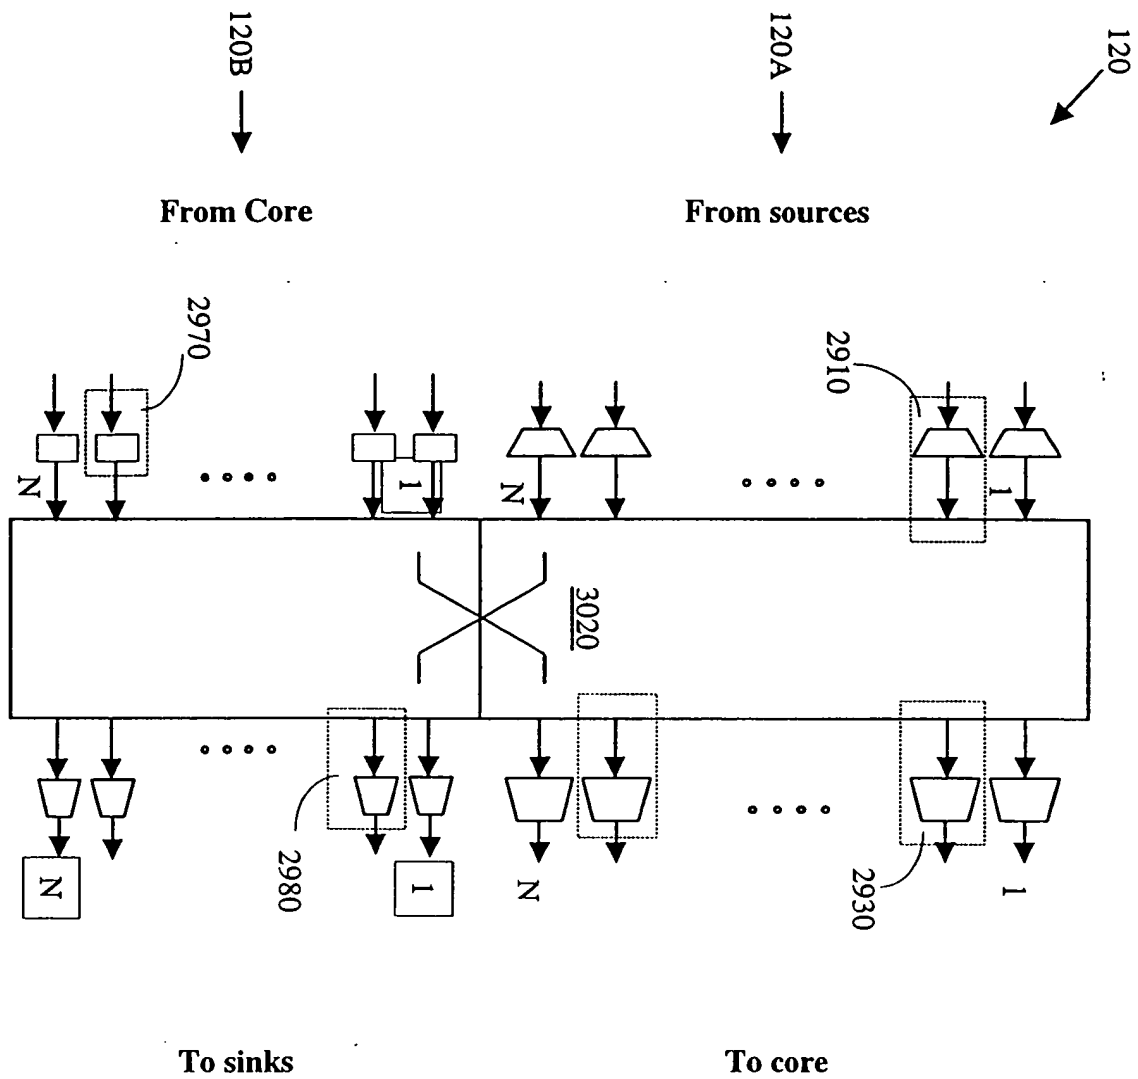 120
120B
120A
From Core
From sources
2970
2910
N
1
N
1
3020
N
2980
1
N
2930
1
To sinks
To core